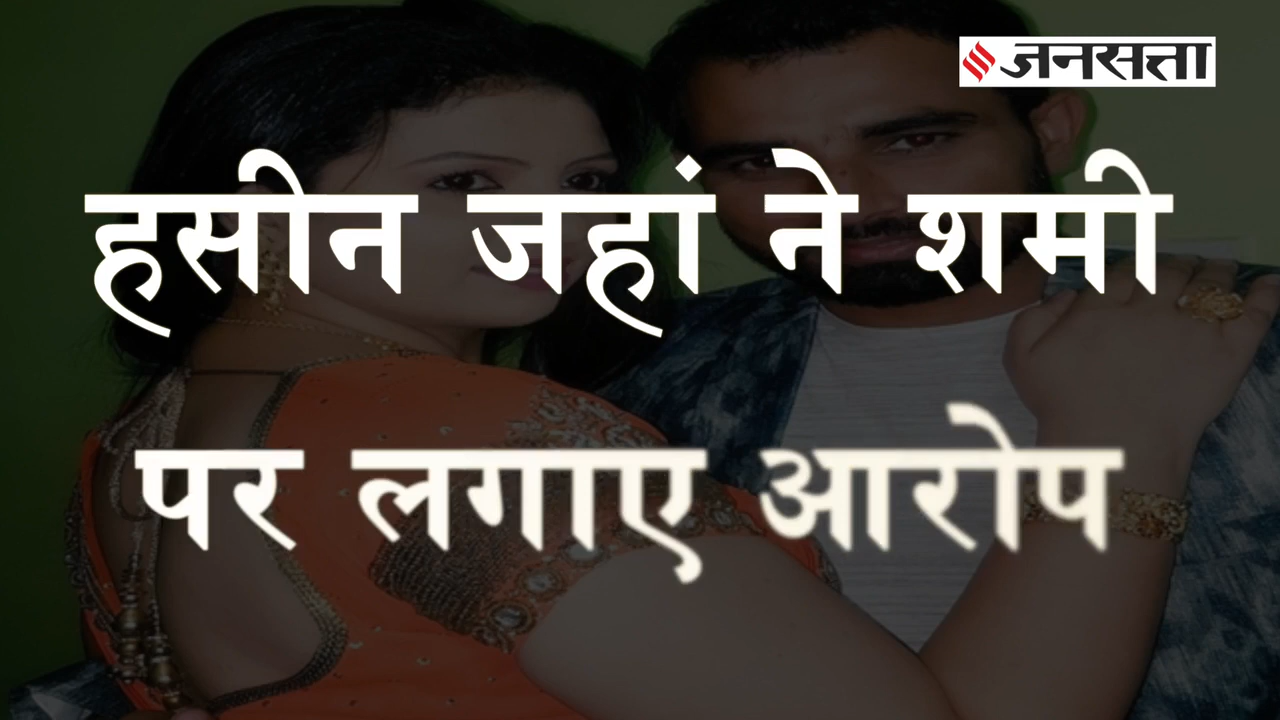 जनसत्ता
हसीन जहां ने शमी
पर लगाए आरोप